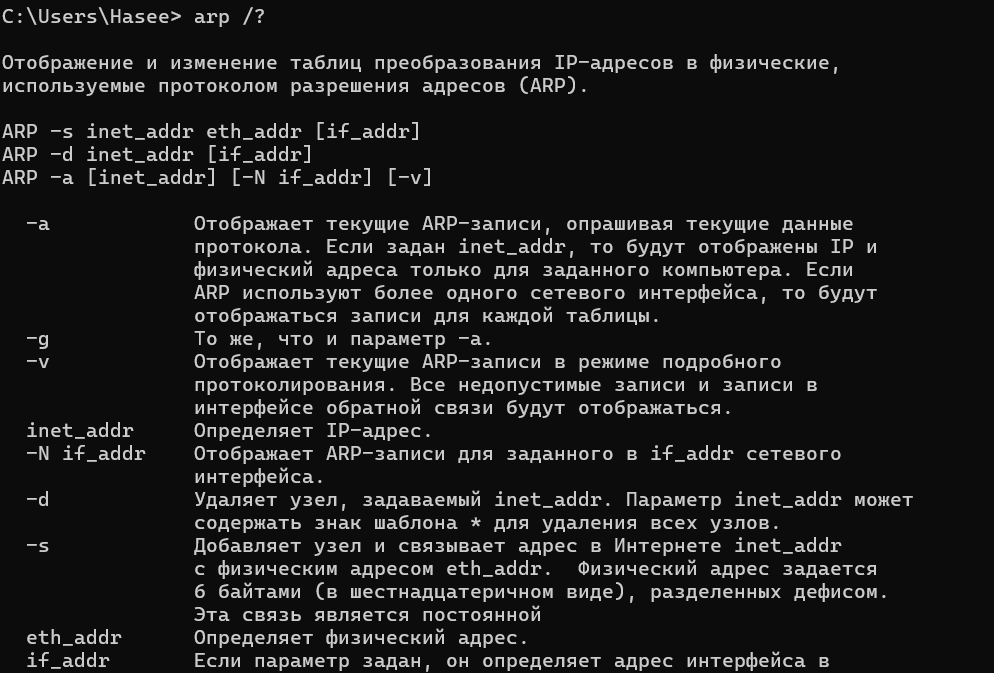 C:\Users\Hasee> arp /?
Отображение и изменение таблиц преобразования IP-адресов в физические,
используемые протоколом разрешения адресов (ARP).
ARP -s inet_addr eth_addr [if_addr]
ARP -d inet_addr [if_addr]
ARP -a [inet_addr] [-N if_addr] [-v]
-a Отображает текущие ARP-записи, опрашивая текущие данные
протокола. Если задан inet_addr, то будут отображены IP и
физический адреса только для заданного компьютера. Если
ARP используют более одного сетевого интерфейса, то будут
отображаться записи для каждой таблицы.
-g То же, что и параметр -a.
-v Отображает текущие ARP-записи в режиме подробного
протоколирования. Все недопустимые записи и записи в
интерфейсе обратной связи будут отображаться.
inet_addr Определяет IP-адрес.
-N if_addr Отображает ARP-записи для заданного в if_addr сетевого
интерфейса.
-d Удаляет узел, задаваемый inet_addr. Параметр inet_addr может
содержать знак шаблона * для удаления всех узлов.
-s Добавляет узел и связывает адрес в Интернете inet_addr
с физическим адресом eth_addr.  Физический адрес задается
6 байтами (в шестнадцатеричном виде), разделенных дефисом.
Эта связь является постоянной
eth_addr Определяет физический адрес.
if_addr Если параметр задан, он определяет адрес интерфейса в